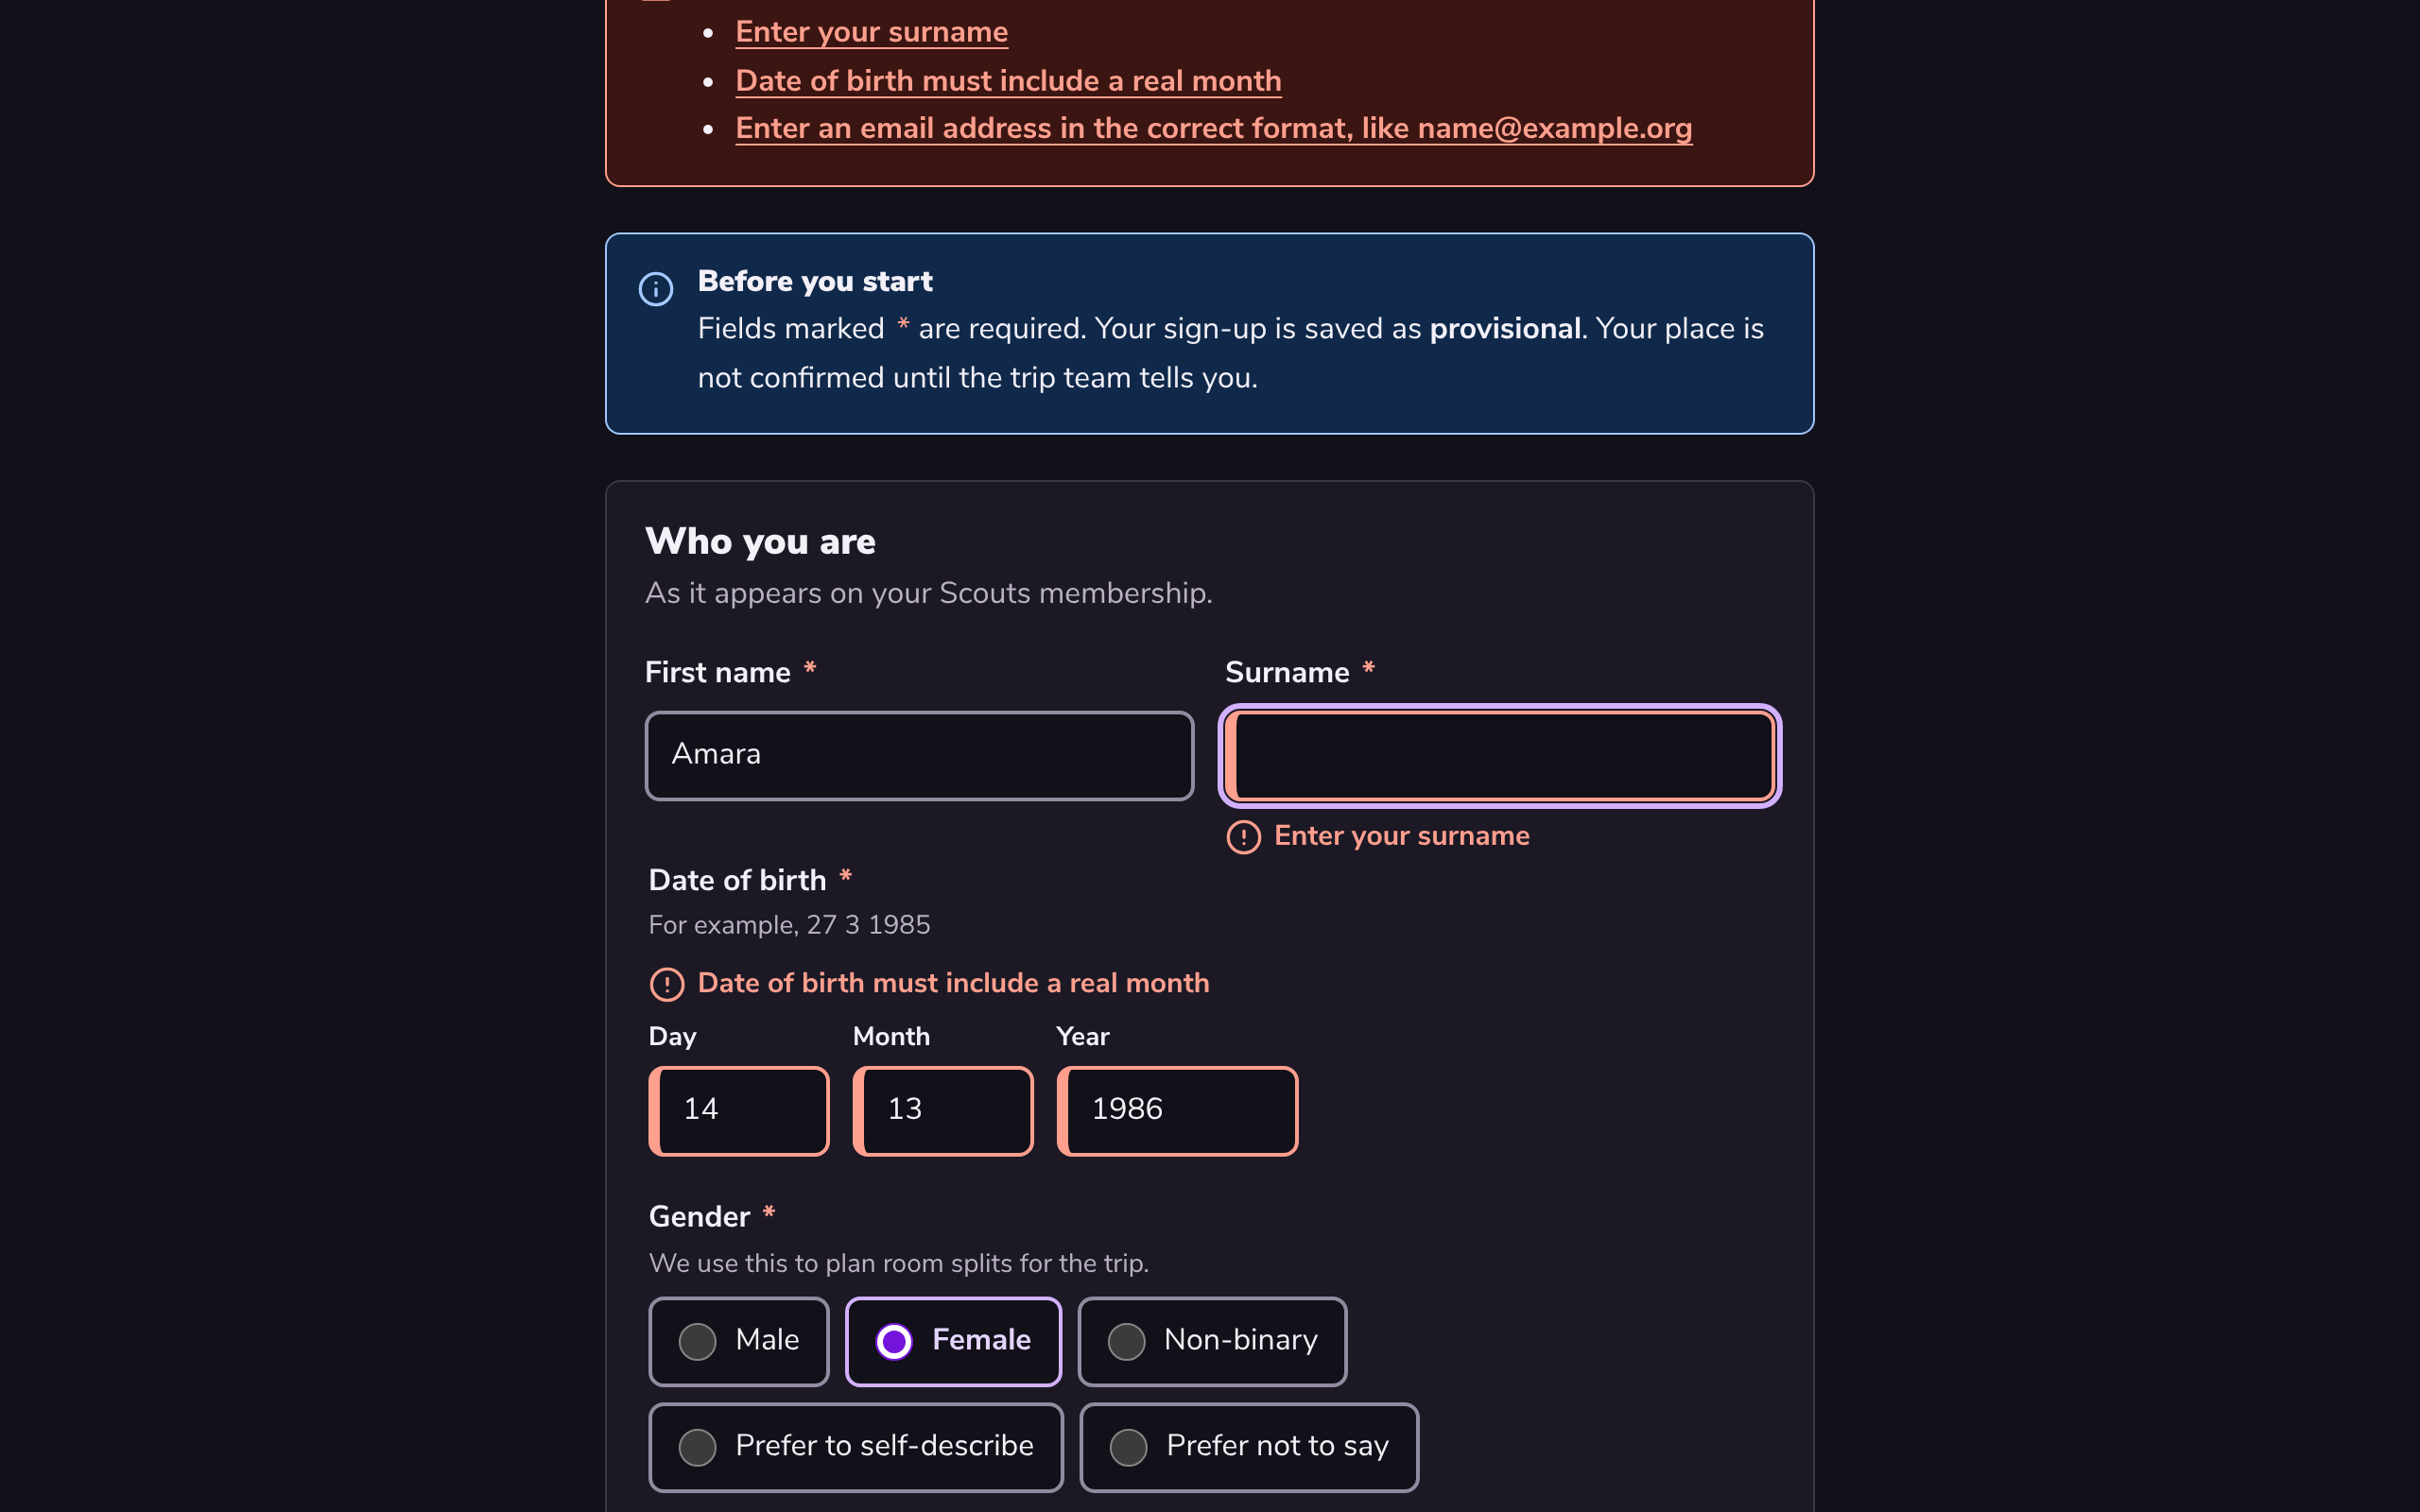 Enter your surname
Date of birth must include a real month
Enter an email address in the correct format, like name@example.org
Before you start
Fields marked * are required. Your sign-up is saved as provisional. Your place is
not confirmed until the trip team tells you.
Who you are
As it appears on your Scouts membership.
First name *
Surname *
Amara
Enter your surname
Date of birth *
For example, 27 3 1985
Date of birth must include a real month
Day Month Year
14 13 1986
Gender *
We use this to plan room splits for the trip.
Male Female Non-binary
Prefer to self-describe Prefer not to say